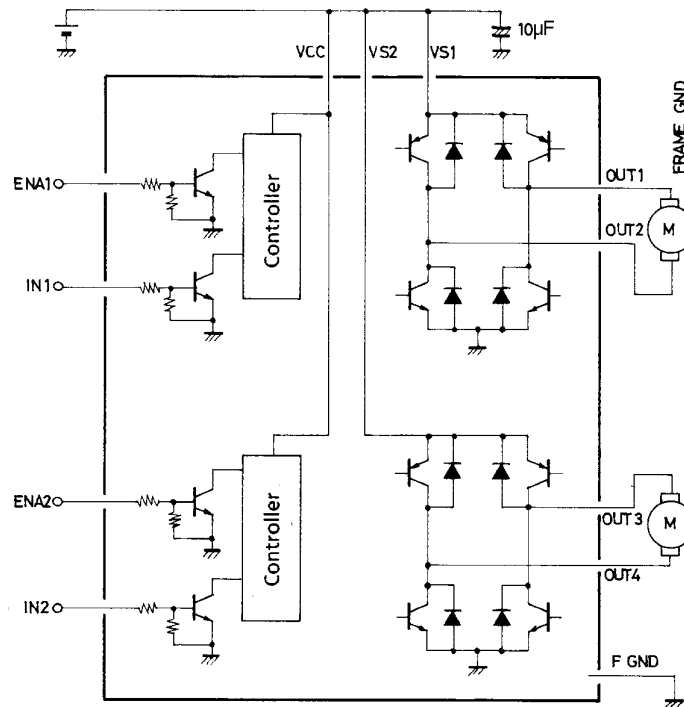 10µF
VCC
VS2
VS1
FRAME GND
ENA1
Controller
OUT1
M
OUT2
IN1
ENA2
Controller
OUT3
M
OUT4
IN2
F GND